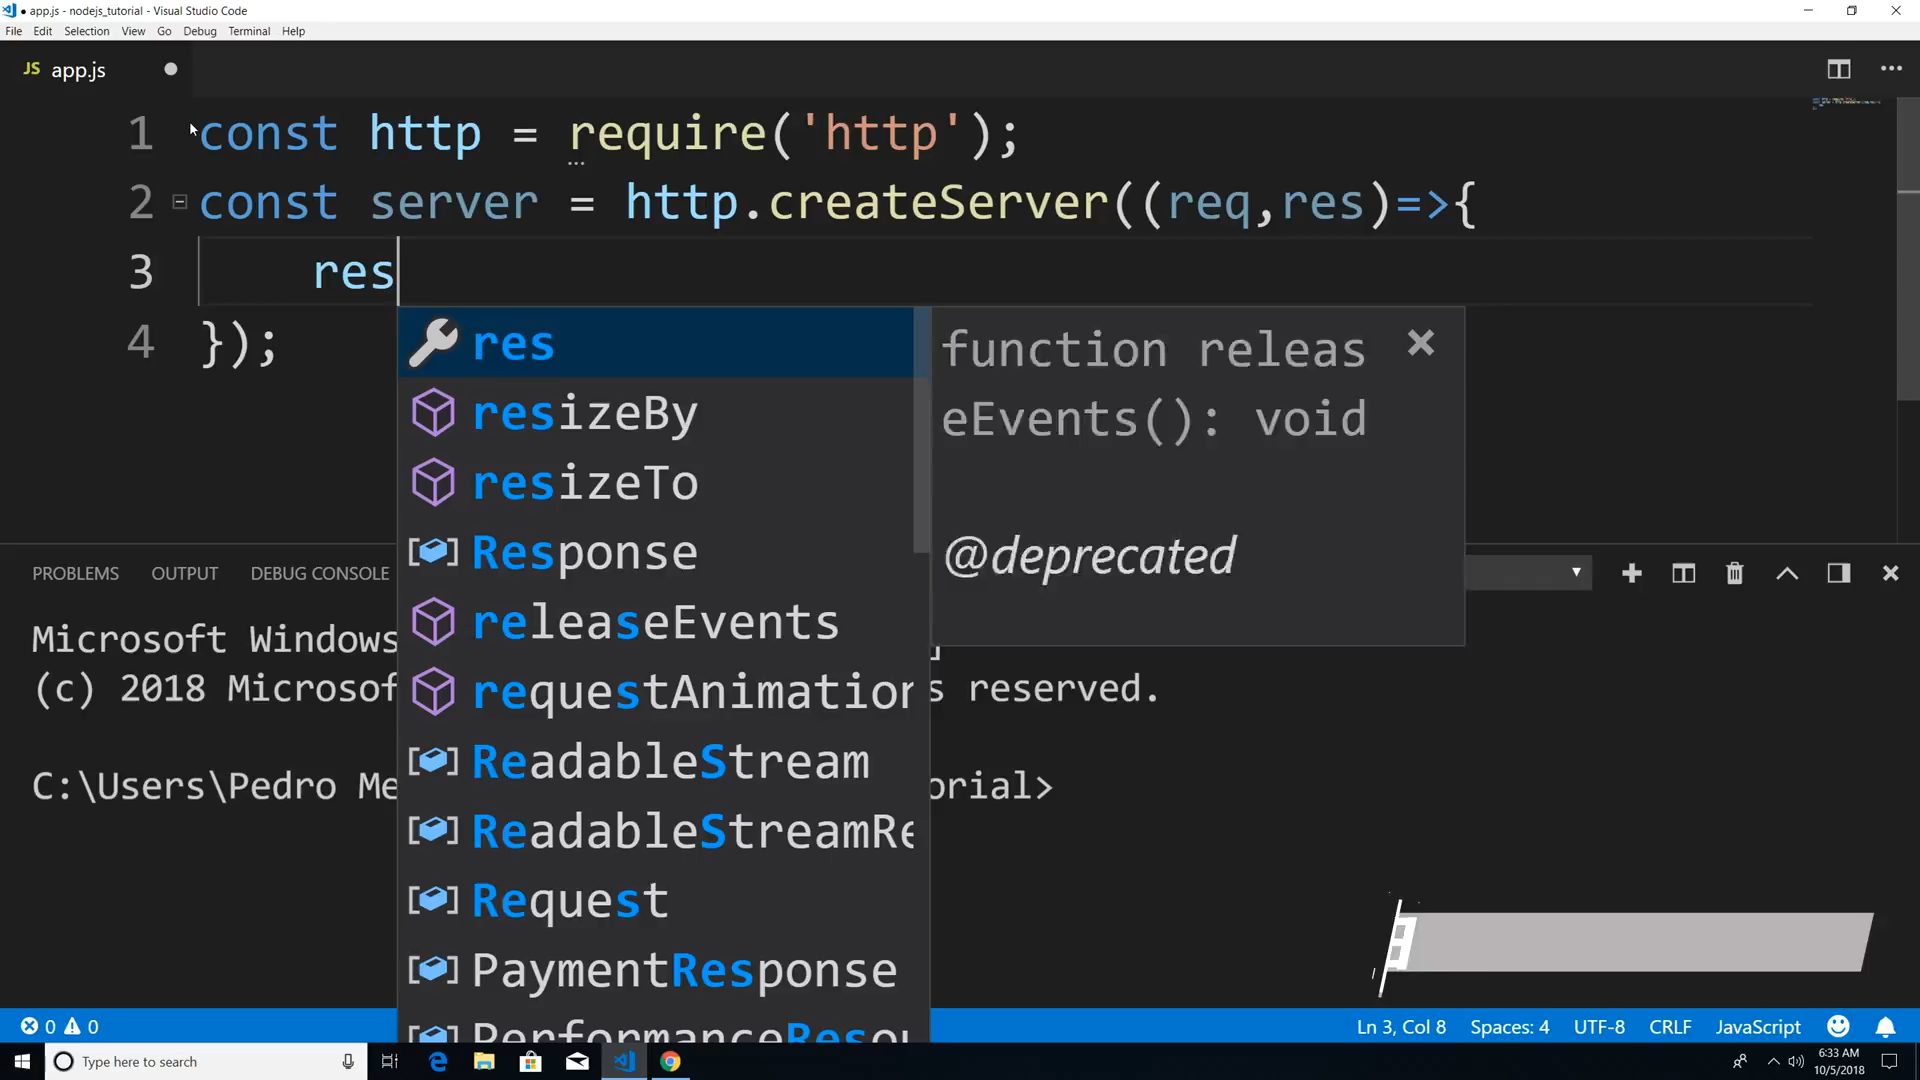 app.js - nodejs_tutorial - Visual Studio Code
File Edit Selection View Go Debug Terminal Help
JS app.js
1 const http = require('http');
2 const server = http.createServer((req,res)=>{
3 res
4 });
res
resizeBy
resizeTo
Response
releaseEvents
requestAnimation
ReadableStream
ReadableStreamRe
Request
PaymentResponse
PerformanceResou
function releas
eEvents(): void
@deprecated
PROBLEMS OUTPUT DEBUG CONSOLE
Microsoft Windows
(c) 2018 Microsof s reserved.
C:\Users\Pedro Me orial>
0 0 Ln 3, Col 8 Spaces: 4 UTF-8 CRLF JavaScript
Type here to search
6:33 AM
10/5/2018